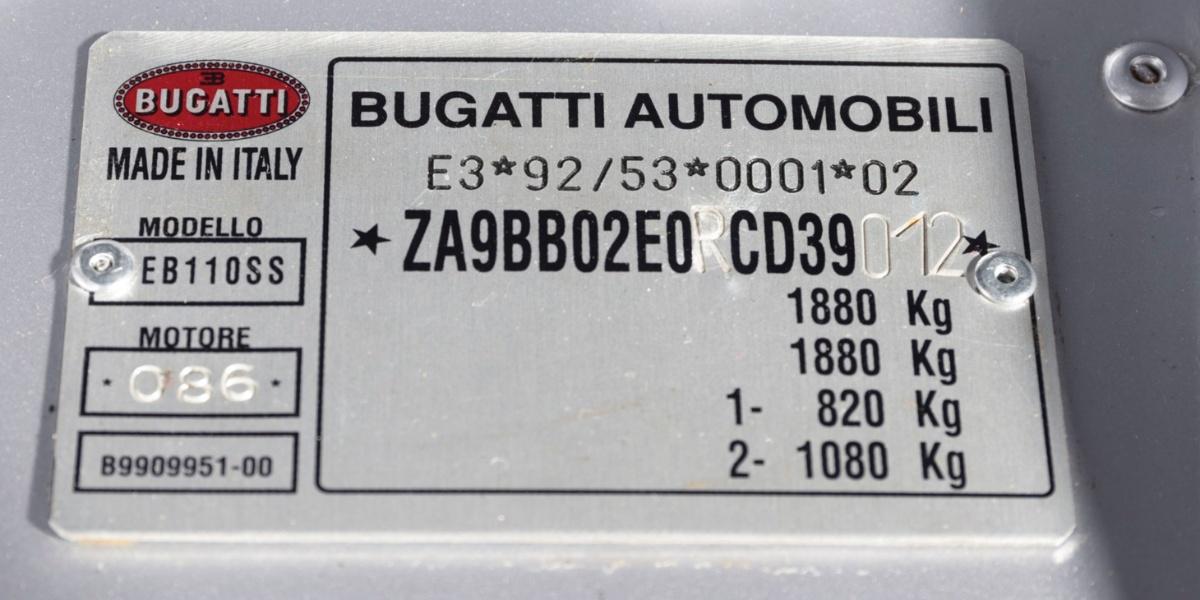 BUGATTI
MADE IN ITALY
MODELLO
EB110SS
MOTORE
· 086 ·
B9909951-00
BUGATTI AUTOMOBILI
E3*92/53*0001*02
★ZA9BB02E0RCD39012★
1880 Kg
1880 Kg
1- 820 Kg
2- 1080 Kg